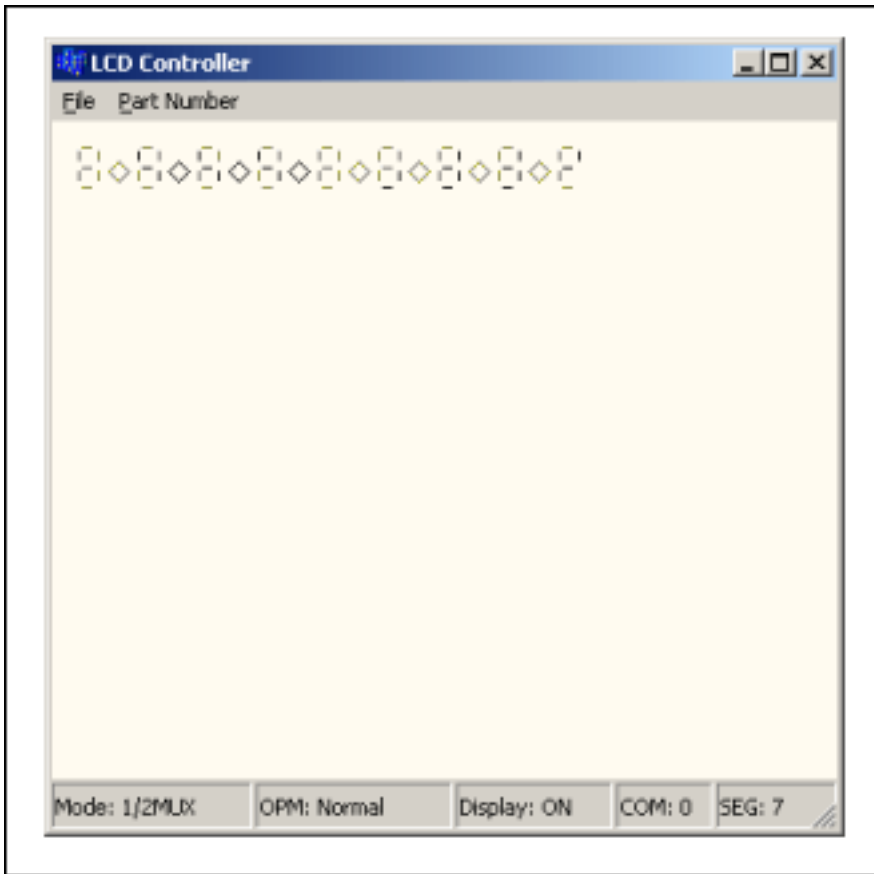 LCD Controller
File Part Number
Mode: 1/2MUX OPM: Normal Display: ON COM: 0 SEG: 7